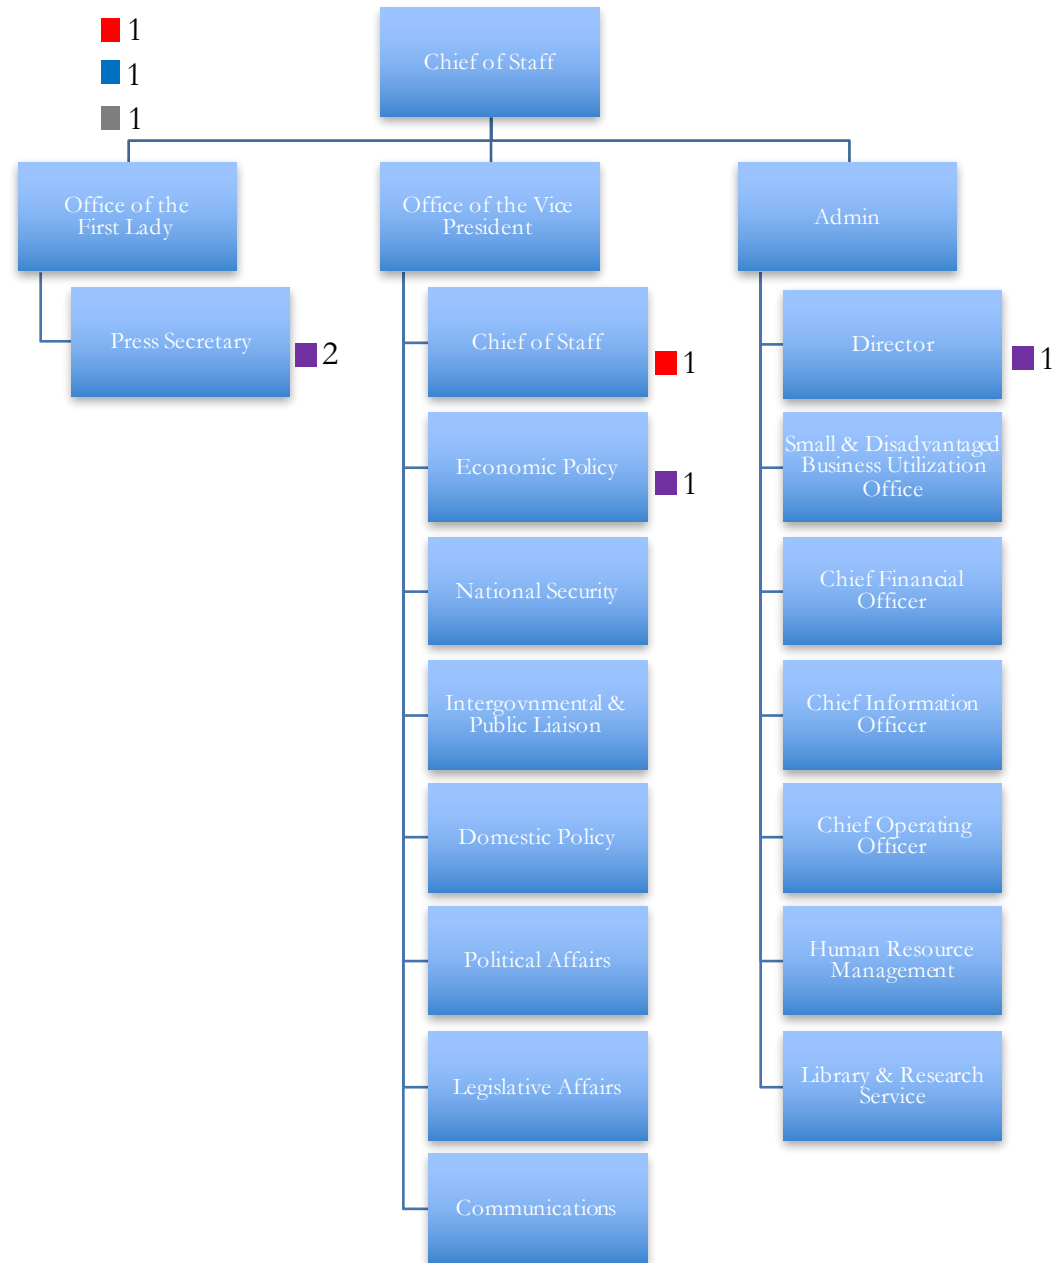 1
1
1
Chief of Staff
Office of the
First Lady
Office of the Vice
President
Admin
Press Secretary
2
Chief of Staff
1
Director
1
Economic Policy
1
Small & Disadvantaged
Business Utilization
Office
National Security
Chief Financial
Officer
Intergovnmental &
Public Liaison
Chief Information
Officer
Domestic Policy
Chief Operating
Officer
Political Affairs
Human Resource
Management
Legislative Affairs
Library & Research
Service
Communications